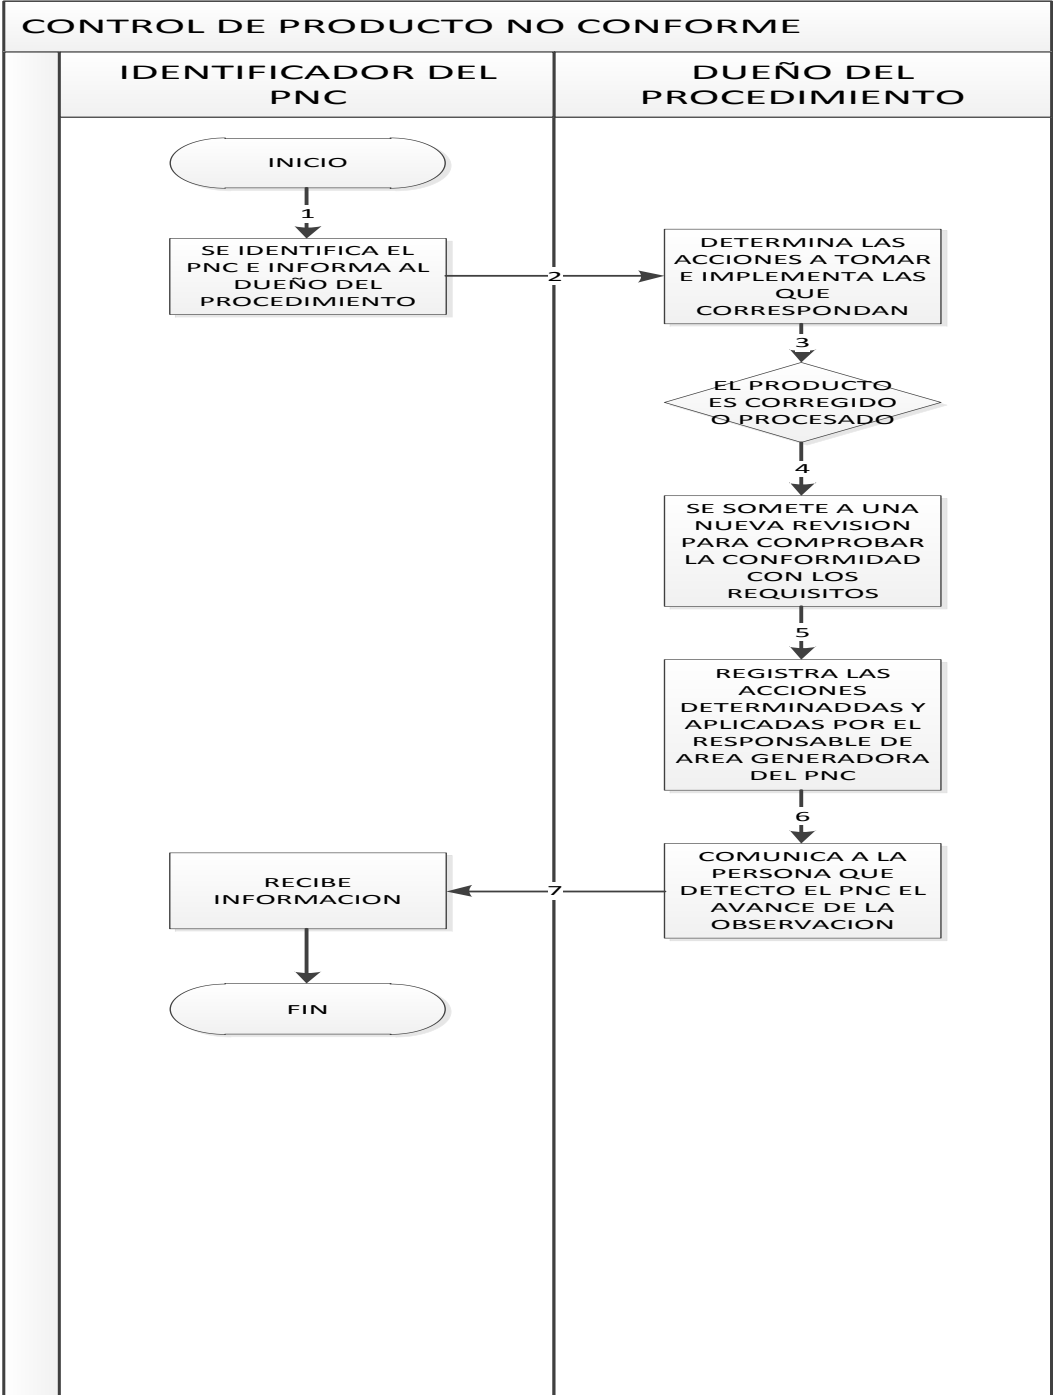 CONTROL DE PRODUCTO NO CONFORME
IDENTIFICADOR DEL
PNC
DUEÑO DEL
PROCEDIMIENTO
INICIO
1
SE IDENTIFICA EL
PNC E INFORMA AL
DUEÑO DEL
PROCEDIMIENTO
2
DETERMINA LAS
ACCIONES A TOMAR
E IMPLEMENTA LAS
QUE
CORRESPONDAN
3
EL PRODUCTO
ES CORREGIDO
O PROCESADO
4
SE SOMETE A UNA
NUEVA REVISION
PARA COMPROBAR
LA CONFORMIDAD
CON LOS
REQUISITOS
5
REGISTRA LAS
ACCIONES
DETERMINADDAS Y
APLICADAS POR EL
RESPONSABLE DE
AREA GENERADORA
DEL PNC
6
COMUNICA A LA
PERSONA QUE
DETECTO EL PNC EL
AVANCE DE LA
OBSERVACION
7
RECIBE
INFORMACION
FIN